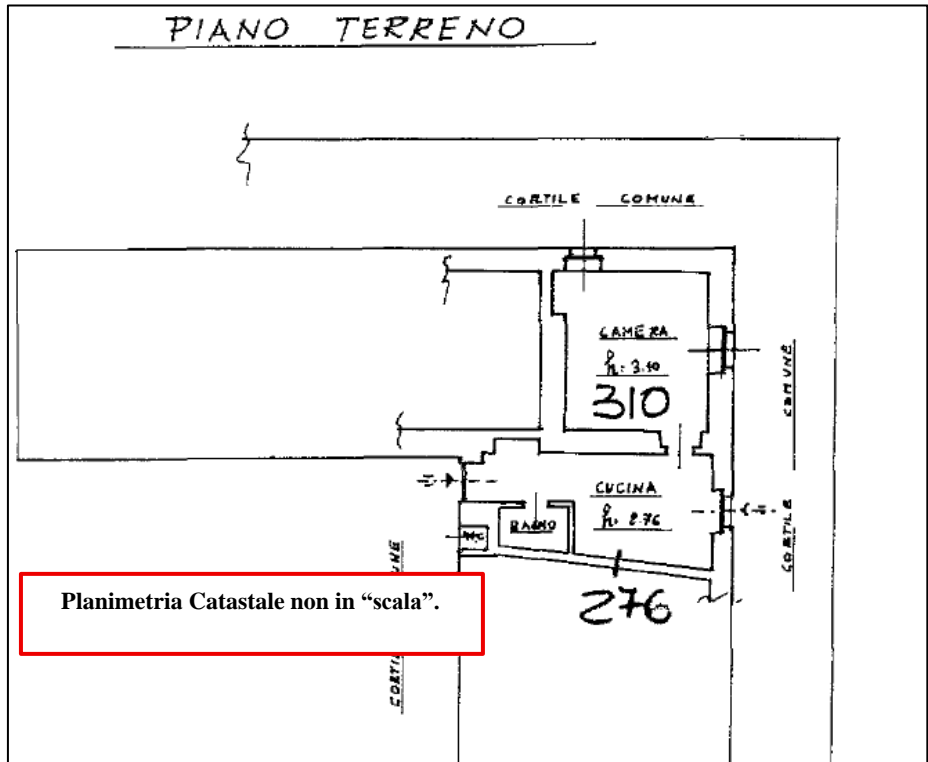 PIANO TERRENO
CORTILE COMUNE
CAMERA
h: 3.10
310
COMUNE
CORTILE
CUCINA
h: 2.76
BAGNO
WC
276
Planimetria Catastale non in “scala”.